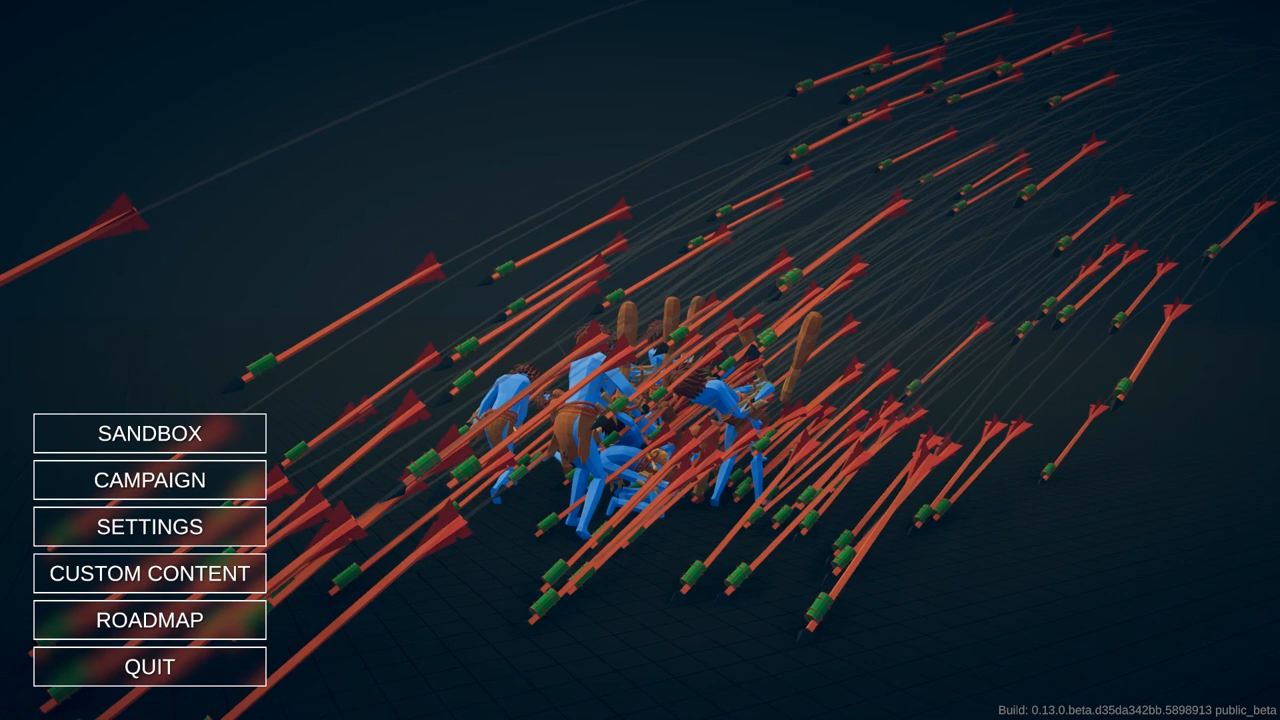 SANDBOX
CAMPAIGN
SETTINGS
CUSTOM CONTENT
ROADMAP
QUIT
Build: 0.13.0.beta.d35da342bb.5898913 public_beta